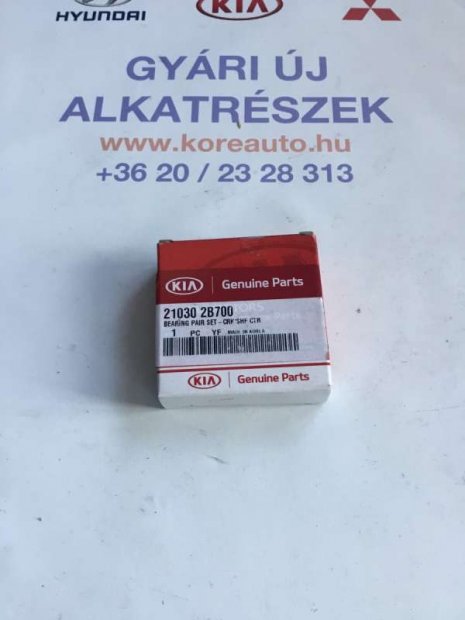 HYUNDAI
KIA
GYÁRI ÚJ
ALKATRÉSZEK
www.koreauto.hu
+36 20 / 23 28 313
KIA Genuine Parts
21030 2B700
BEARING PAIR SET - CRK SHF CTR
1 PC YF MADE IN KOREA
KIA Genuine Parts